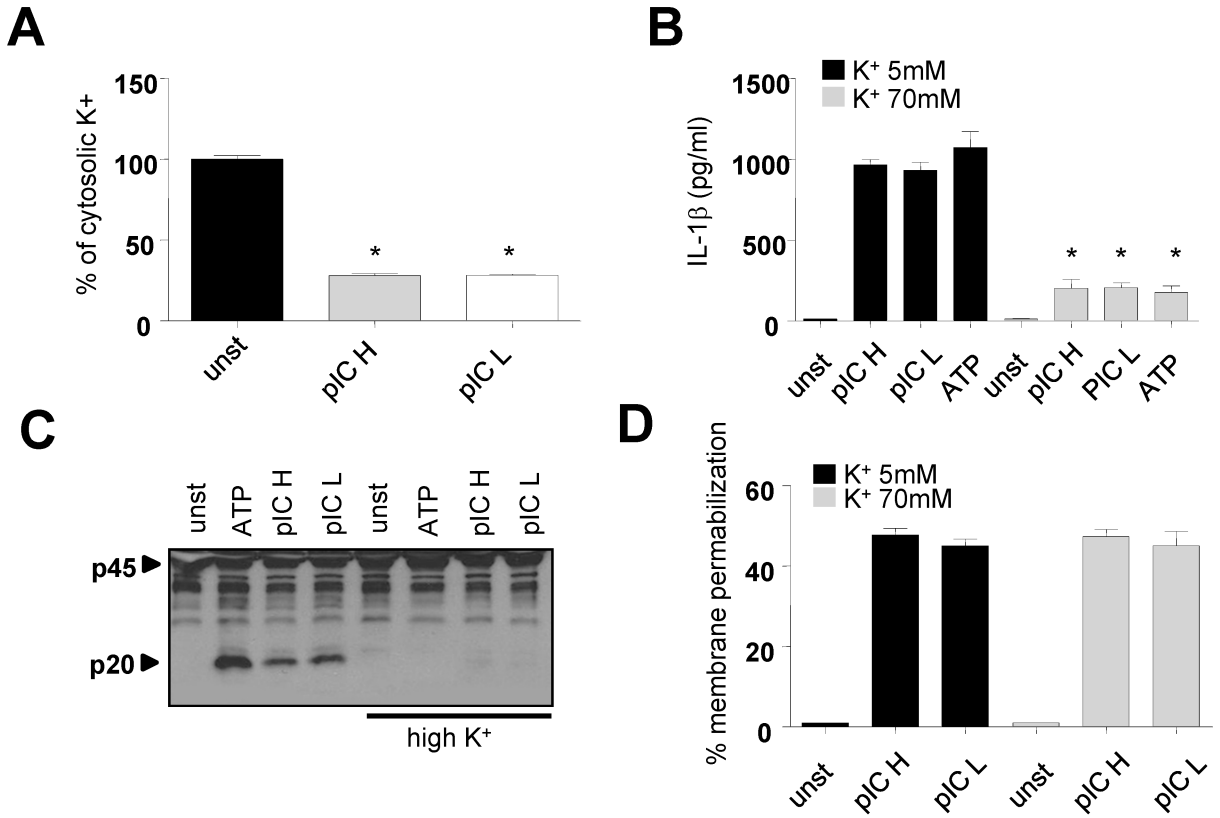 A
% of cytosolic K+
150
100
50
0
*
*
unst
pIC H
pIC L
B
K⁺ 5mM
K⁺ 70mM
IL-1β (pg/ml)
1500
1000
500
0
*
*
*
unst
pIC H
pIC L
ATP
unst
pIC H
PIC L
ATP
C
unst
ATP
pIC H
pIC L
unst
ATP
pIC H
pIC L
p45
p20
high K⁺
D
K⁺ 5mM
K⁺ 70mM
% membrane permabilization
60
40
20
0
unst
pIC H
pIC L
unst
pIC H
pIC L